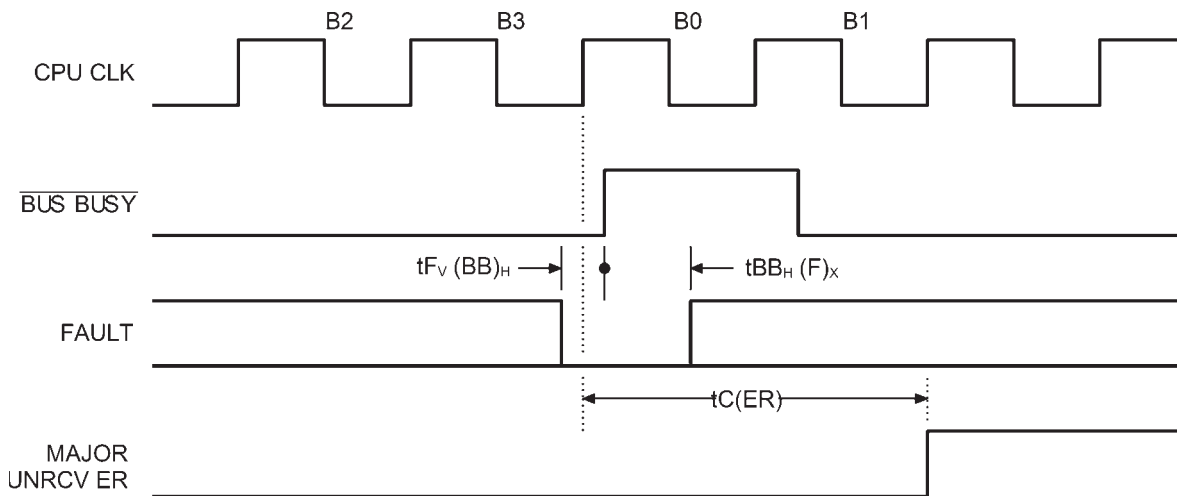 B2 B3 B0 B1
CPU CLK
BUS BUSY
tFV (BB)H tBBH (F)X
FAULT
tC(ER)
MAJOR
UNRCV ER